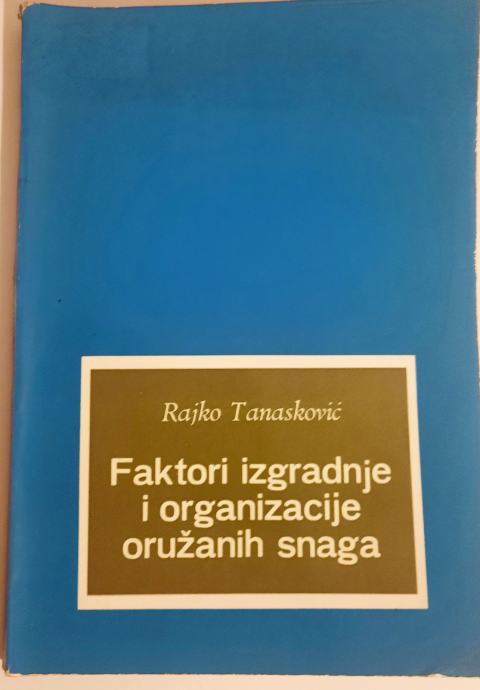 Rajko Tanasković
Faktori izgradnje
i organizacije
oružanih snaga